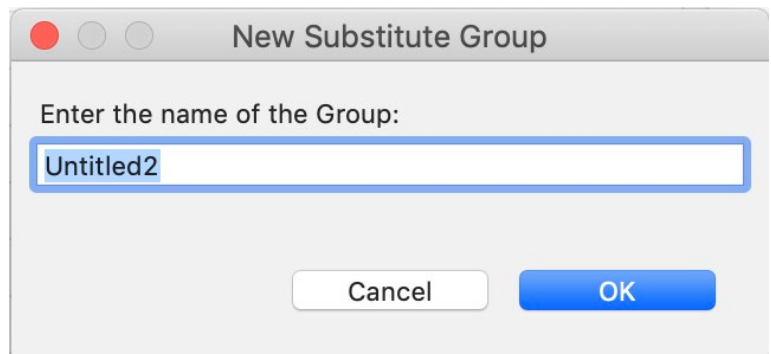 New Substitute Group
Enter the name of the Group:
Untitled2
Cancel OK